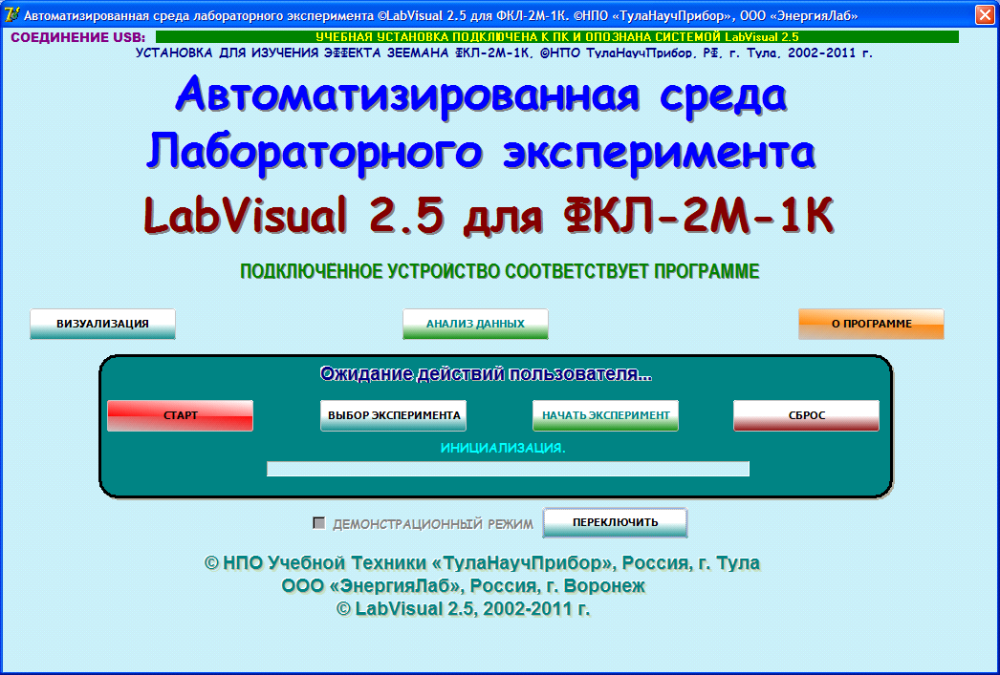 Автоматизированная среда лабораторного эксперимента ©LabVisual 2.5 для ФКЛ-2М-1К. ©НПО «ТулаНаучПрибор», ООО «ЭнергияЛаб»
СОЕДИНЕНИЕ USB: УЧЕБНАЯ УСТАНОВКА ПОДКЛЮЧЕНА К ПК И ОПОЗНАНА СИСТЕМОЙ LabVisual 2.5
УСТАНОВКА ДЛЯ ИЗУЧЕНИЯ ЭФФЕКТА ЗЕЕМАНА ФКЛ-2М-1К, ©НПО ТулаНаучПрибор, РФ, г. Тула, 2002-2011 г.
Автоматизированная среда
Лабораторного эксперимента
LabVisual 2.5 для ФКЛ-2М-1К
ПОДКЛЮЧЁННОЕ УСТРОЙСТВО СООТВЕТСТВУЕТ ПРОГРАММЕ
ВИЗУАЛИЗАЦИЯ АНАЛИЗ ДАННЫХ О ПРОГРАММЕ
Ожидание действий пользователя...
СТАРТ ВЫБОР ЭКСПЕРИМЕНТА НАЧАТЬ ЭКСПЕРИМЕНТ СБРОС
ИНИЦИАЛИЗАЦИЯ.
ДЕМОНСТРАЦИОННЫЙ РЕЖИМ ПЕРЕКЛЮЧИТЬ
© НПО Учебной Техники «ТулаНаучПрибор», Россия, г. Тула
ООО «ЭнергияЛаб», Россия, г. Воронеж
© LabVisual 2.5, 2002-2011 г.